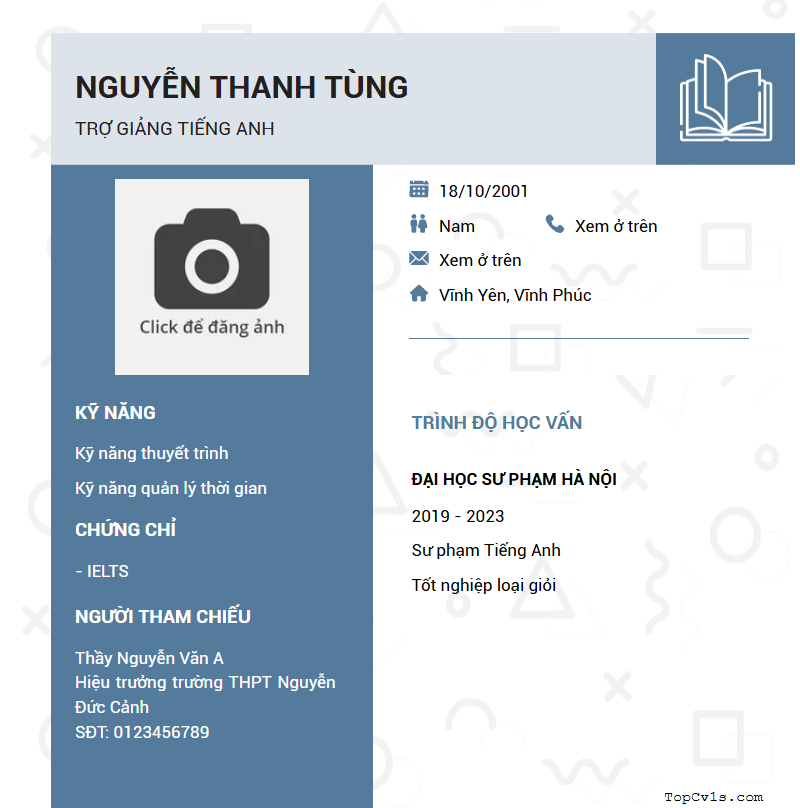 NGUYỄN THANH TÙNG
TRỢ GIẢNG TIẾNG ANH
Click để đăng ảnh
KỸ NĂNG
Kỹ năng thuyết trình
Kỹ năng quản lý thời gian
CHỨNG CHỈ
- IELTS
NGƯỜI THAM CHIẾU
Thầy Nguyễn Văn A
Hiệu trưởng trường THPT Nguyễn
Đức Cảnh
SĐT: 0123456789
18/10/2001
Nam
Xem ở trên
Xem ở trên
Vĩnh Yên, Vĩnh Phúc
TRÌNH ĐỘ HỌC VẤN
ĐẠI HỌC SƯ PHẠM HÀ NỘI
2019 - 2023
Sư phạm Tiếng Anh
Tốt nghiệp loại giỏi
TopCv1s.com